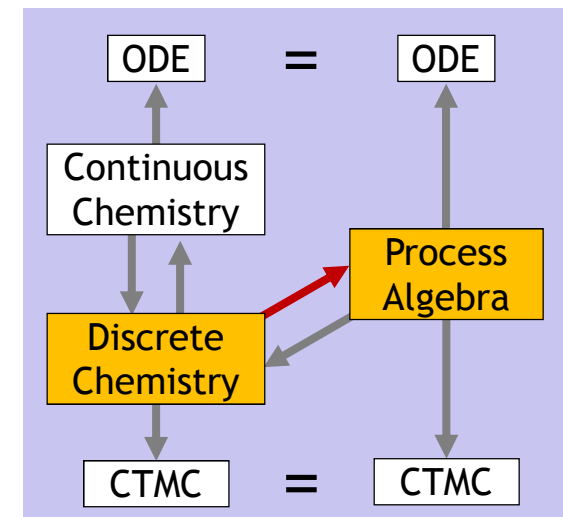 ODE = ODE
Continuous
Chemistry
Process
Algebra
Discrete
Chemistry
CTMC = CTMC